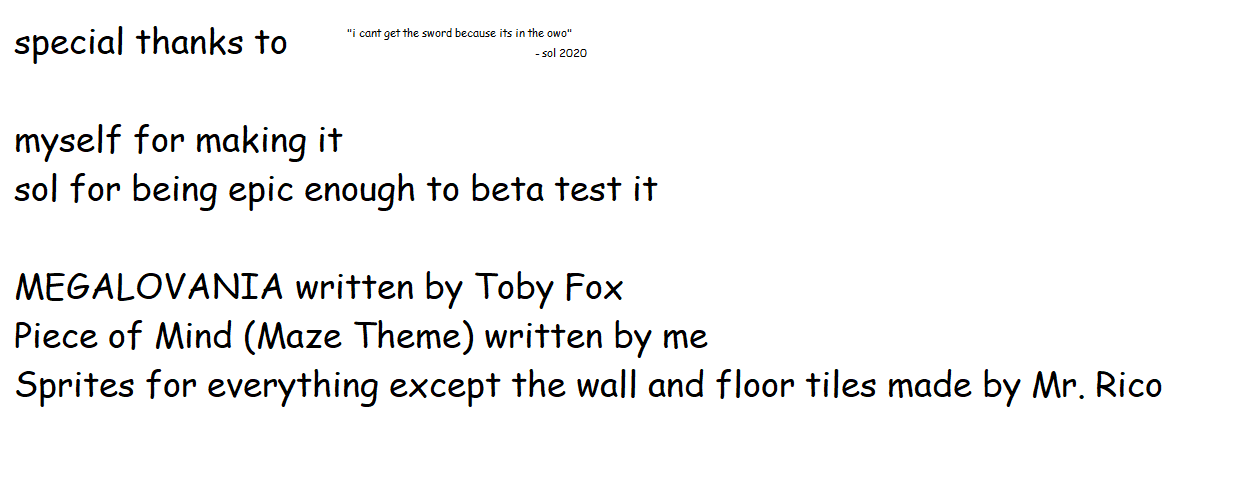 special thanks to
"i cant get the sword because its in the owo"
- sol 2020
myself for making it
sol for being epic enough to beta test it
MEGALOVANIA written by Toby Fox
Piece of Mind (Maze Theme) written by me
Sprites for everything except the wall and floor tiles made by Mr. Rico